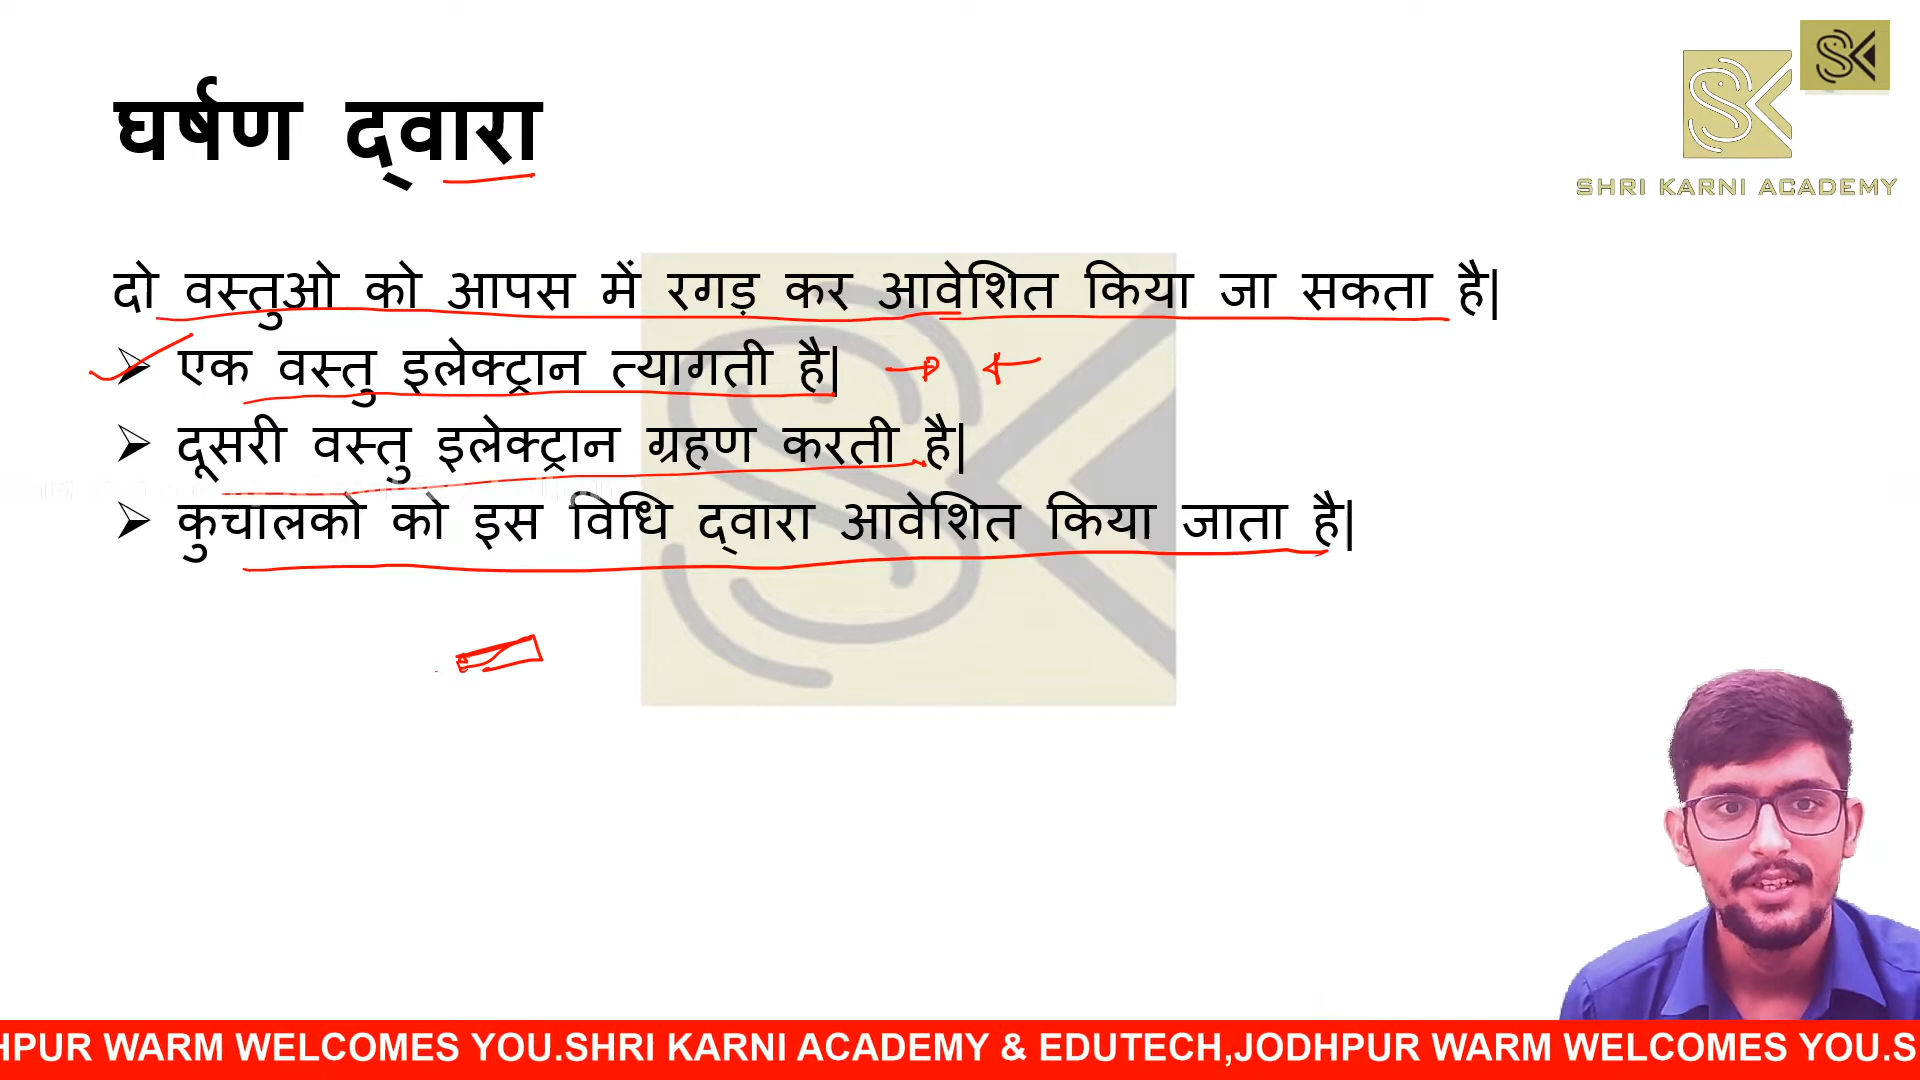 घर्षण द्वारा
SHRI KARNI ACADEMY
दो वस्तुओ को आपस में रगड़ कर आवेशित किया जा सकता है|
एक वस्तु इलेक्ट्रान त्यागती है|
दूसरी वस्तु इलेक्ट्रान ग्रहण करती है|
कुचालको को इस विधि द्वारा आवेशित किया जाता है|
HPUR WARM WELCOMES YOU.SHRI KARNI ACADEMY & EDUTECH,JODHPUR WARM WELCOMES YOU.S